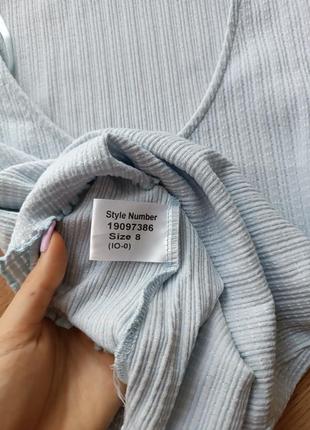 Style Number
19097386
Size 8
(IO-0)